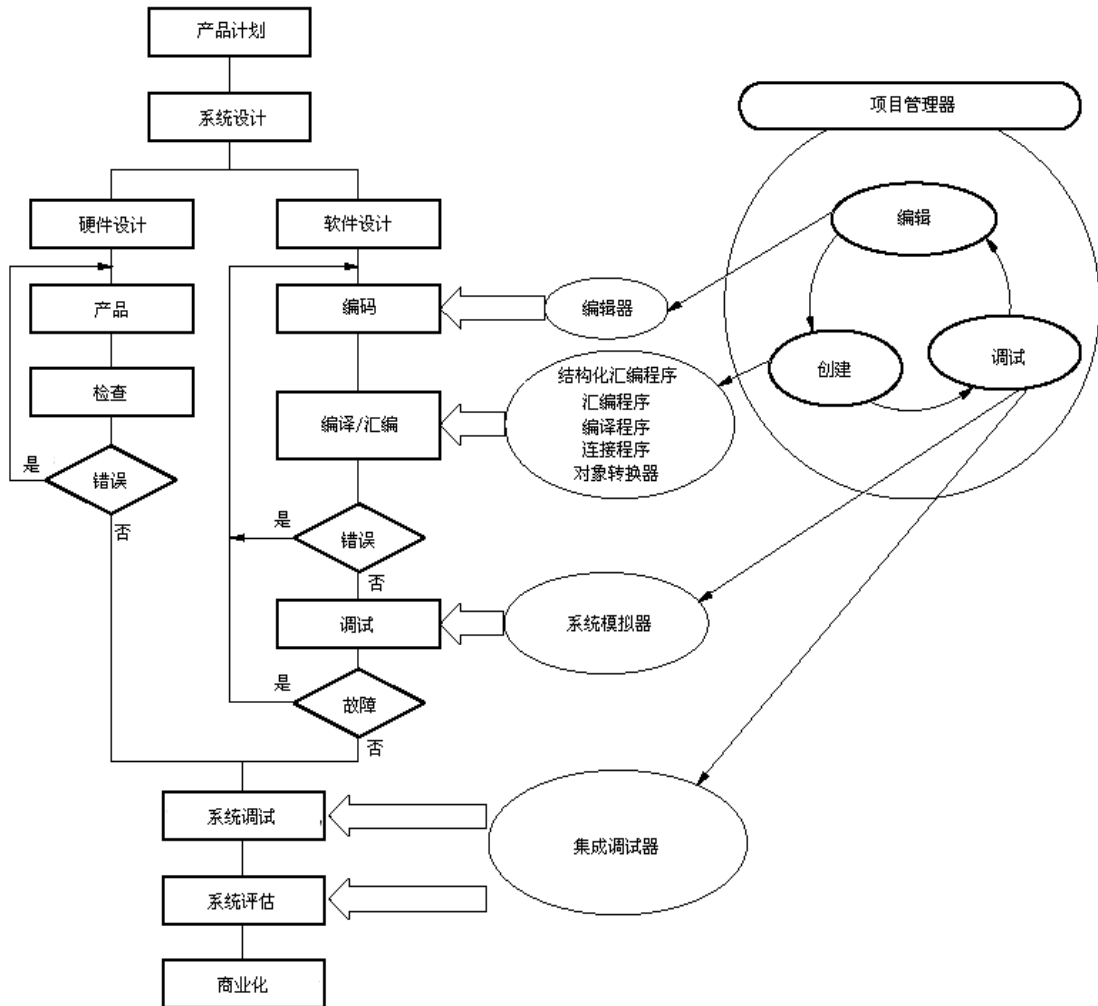 产品计划
系统设计
项目管理器
硬件设计
软件设计
编辑
产品
编码
编辑器
检查
编译/汇编
结构化汇编程序
汇编程序
编译程序
连接程序
对象转换器
创建
调试
是
错误
否
是
错误
否
调试
系统模拟器
是
故障
否
系统调试
集成调试器
系统评估
商业化